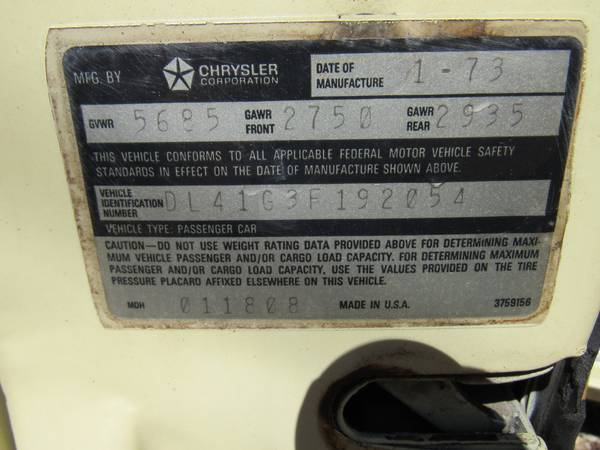 MFG. BY CHRYSLER CORPORATION DATE OF MANUFACTURE 1-73
GVWR 5685 GAWR FRONT 2750 GAWR REAR 2935
THIS VEHICLE CONFORMS TO ALL APPLICABLE FEDERAL MOTOR VEHICLE SAFETY
STANDARDS IN EFFECT ON THE DATE OF MANUFACTURE SHOWN ABOVE.
VEHICLE IDENTIFICATION NUMBER DL41G3F192054
VEHICLE TYPE: PASSENGER CAR
CAUTION—DO NOT USE WEIGHT RATING DATA PROVIDED ABOVE FOR DETERMINING MAXI-
MUM VEHICLE PASSENGER AND/OR CARGO LOAD CAPACITY. FOR DETERMINING MAXIMUM
PASSENGER AND/OR CARGO LOAD CAPACITY, USE THE VALUES PROVIDED ON THE TIRE
PRESSURE PLACARD AFFIXED ELSEWHERE ON THIS VEHICLE.
MDH 011808 MADE IN U.S.A. 3759156